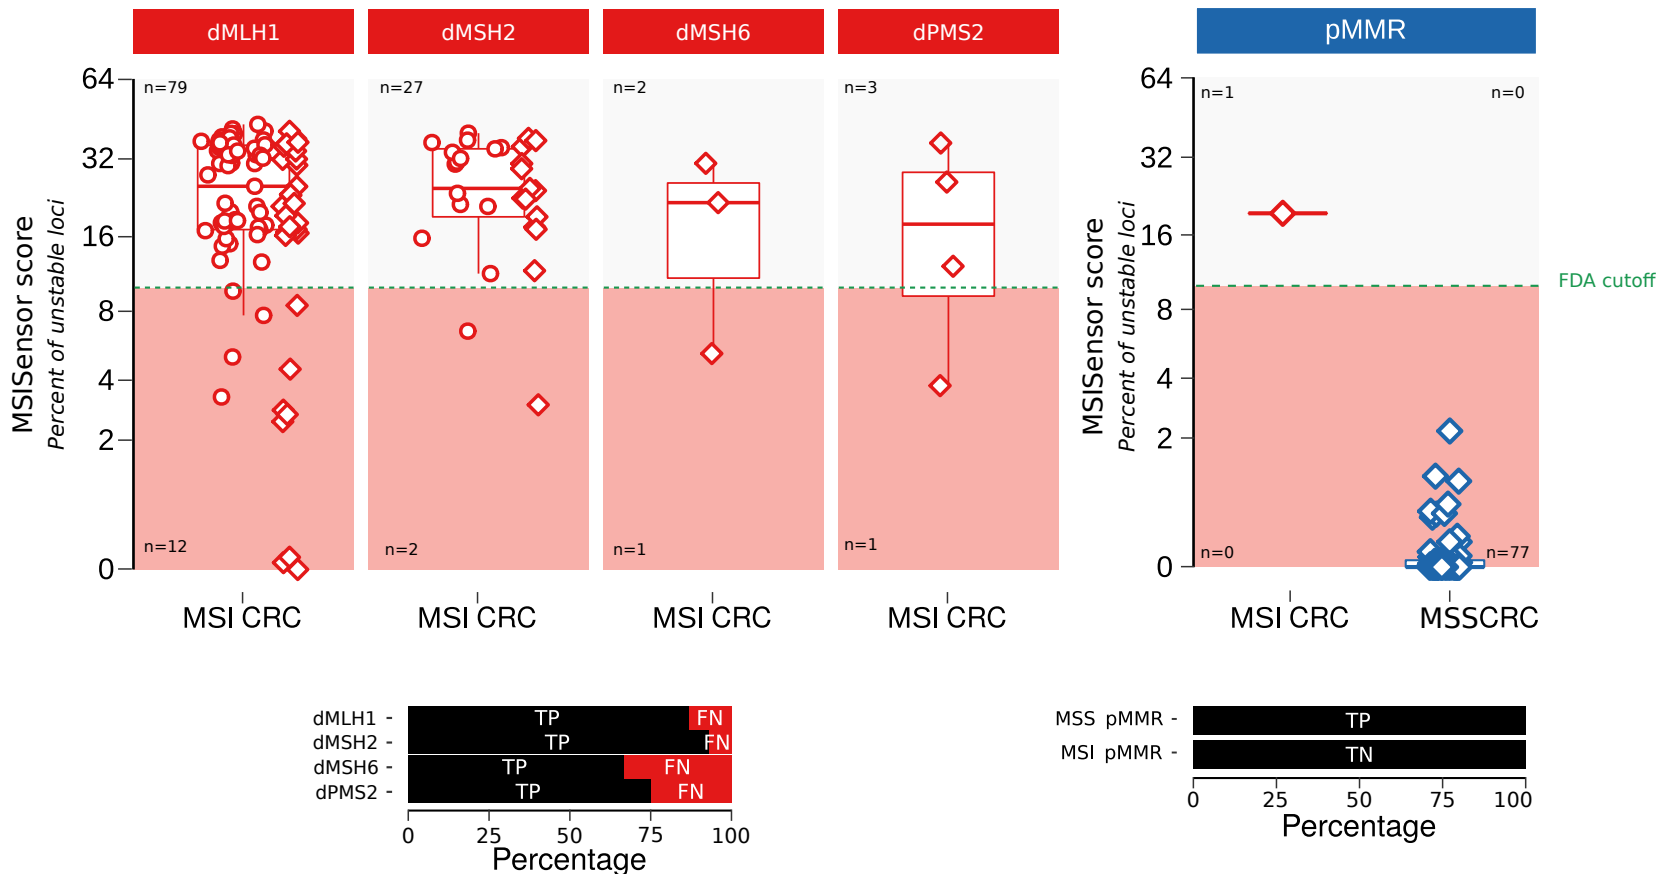 dMLH1 dMSH2 dMSH6 dPMS2 pMMR
MSISensor score
Percent of unstable loci
64
32
16
8
4
2
0
n=79 n=27 n=2 n=3
n=12 n=2 n=1 n=1
MSI CRC MSI CRC MSI CRC MSI CRC
MSISensor score
Percent of unstable loci
64
32
16
8
4
2
0
n=1 n=0
FDA cutoff
n=0 n=77
MSI CRC MSSCRC
dMLH1 - TP FN
dMSH2 - TP FN
dMSH6 - TP FN
dPMS2 - TP FN
0 25 50 75 100
Percentage
MSS pMMR - TP
MSI pMMR - TN
0 25 50 75 100
Percentage